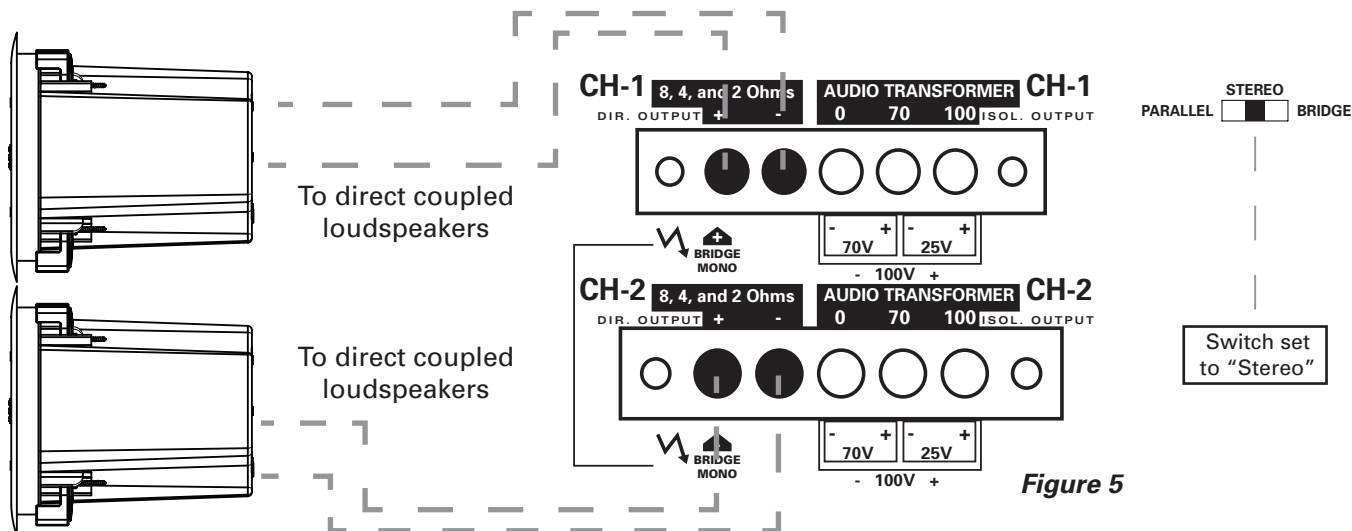 CH-1 8, 4, and 2 Ohms AUDIO TRANSFORMER CH-1
DIR. OUTPUT + - 0 70 100 ISOL. OUTPUT
STEREO
PARALLEL BRIDGE
To direct coupled
loudspeakers
+
BRIDGE
MONO
- + - +
70V 25V
- 100V +
CH-2 8, 4, and 2 Ohms AUDIO TRANSFORMER CH-2
DIR. OUTPUT + - 0 70 100 ISOL. OUTPUT
To direct coupled
loudspeakers
Switch set
to “Stereo”
BRIDGE
MONO
- + - +
70V 25V
- 100V +
Figure 5